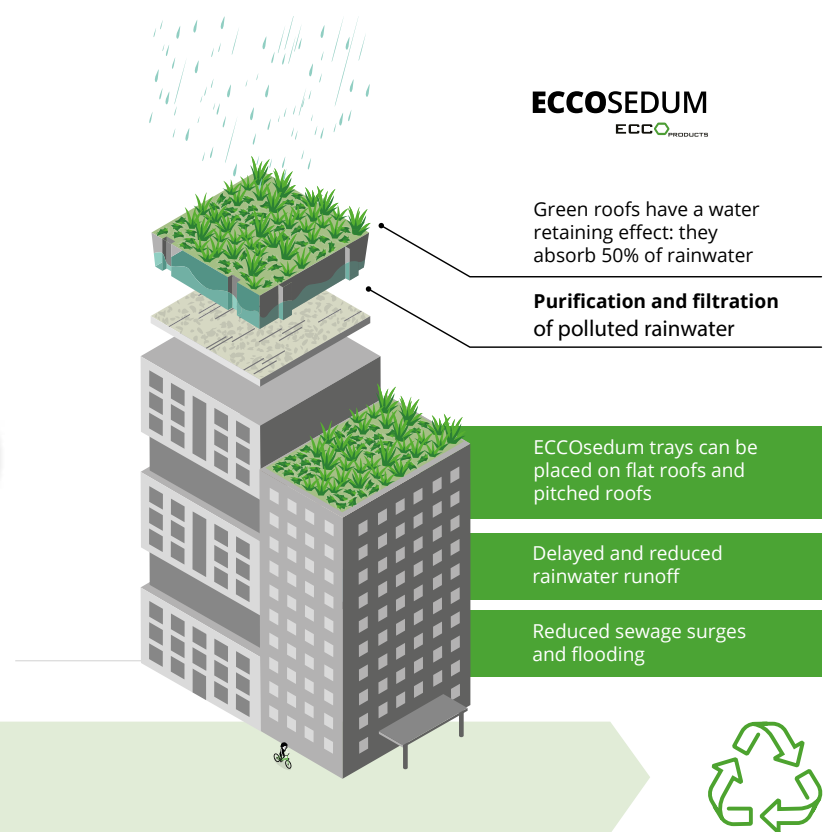 ECCOSEDUM
ECCO PRODUCTS
Green roofs have a water
retaining effect: they
absorb 50% of rainwater
Purification and filtration
of polluted rainwater
ECCOsedum trays can be
placed on flat roofs and
pitched roofs
Delayed and reduced
rainwater runoff
Reduced sewage surges
and flooding